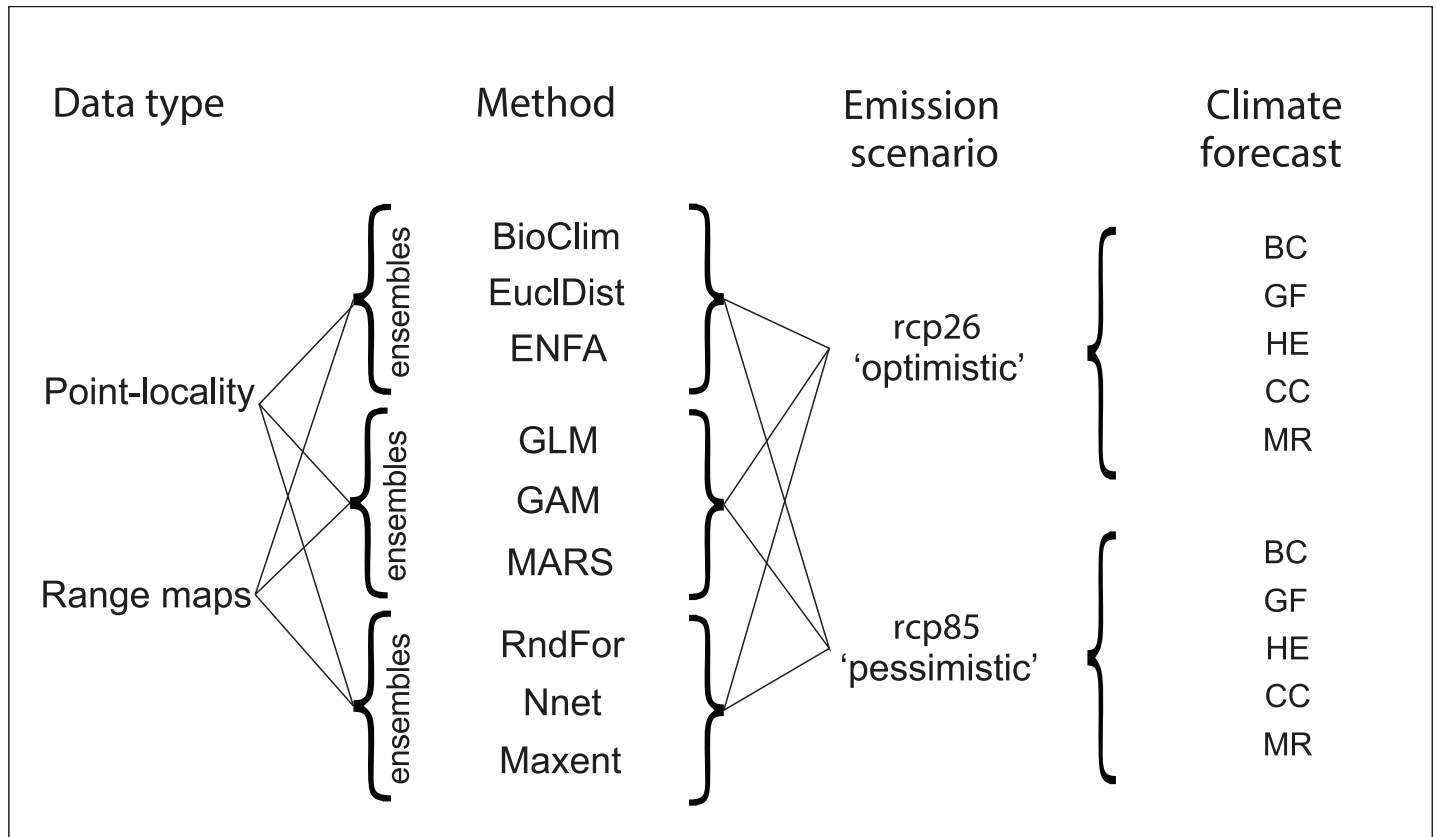 Data type
Method
Emission
scenario
Climate
forecast
Point-locality
Range maps
ensembles
BioClim
EuclDist
ENFA
ensembles
GLM
GAM
MARS
ensembles
RndFor
Nnet
Maxent
rcp26
‘optimistic’
rcp85
‘pessimistic’
BC
GF
HE
CC
MR
BC
GF
HE
CC
MR